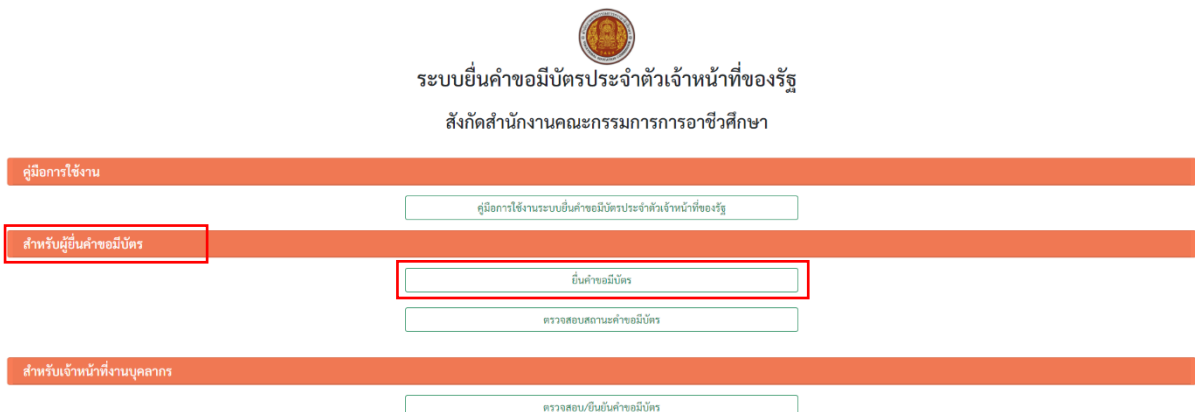 ระบบยื่นคำขอมีบัตรประจำตัวเจ้าหน้าที่ของรัฐ
สังกัดสำนักงานคณะกรรมการการอาชีวศึกษา
คู่มือการใช้งาน
คู่มือการใช้งานระบบยื่นคำขอมีบัตรประจำตัวเจ้าหน้าที่ของรัฐ
สำหรับผู้ยื่นคำขอมีบัตร
ยื่นคำขอมีบัตร
ตรวจสอบสถานะคำขอมีบัตร
สำหรับเจ้าหน้าที่งานบุคลากร
ตรวจสอบ/ยืนยันคำขอมีบัตร